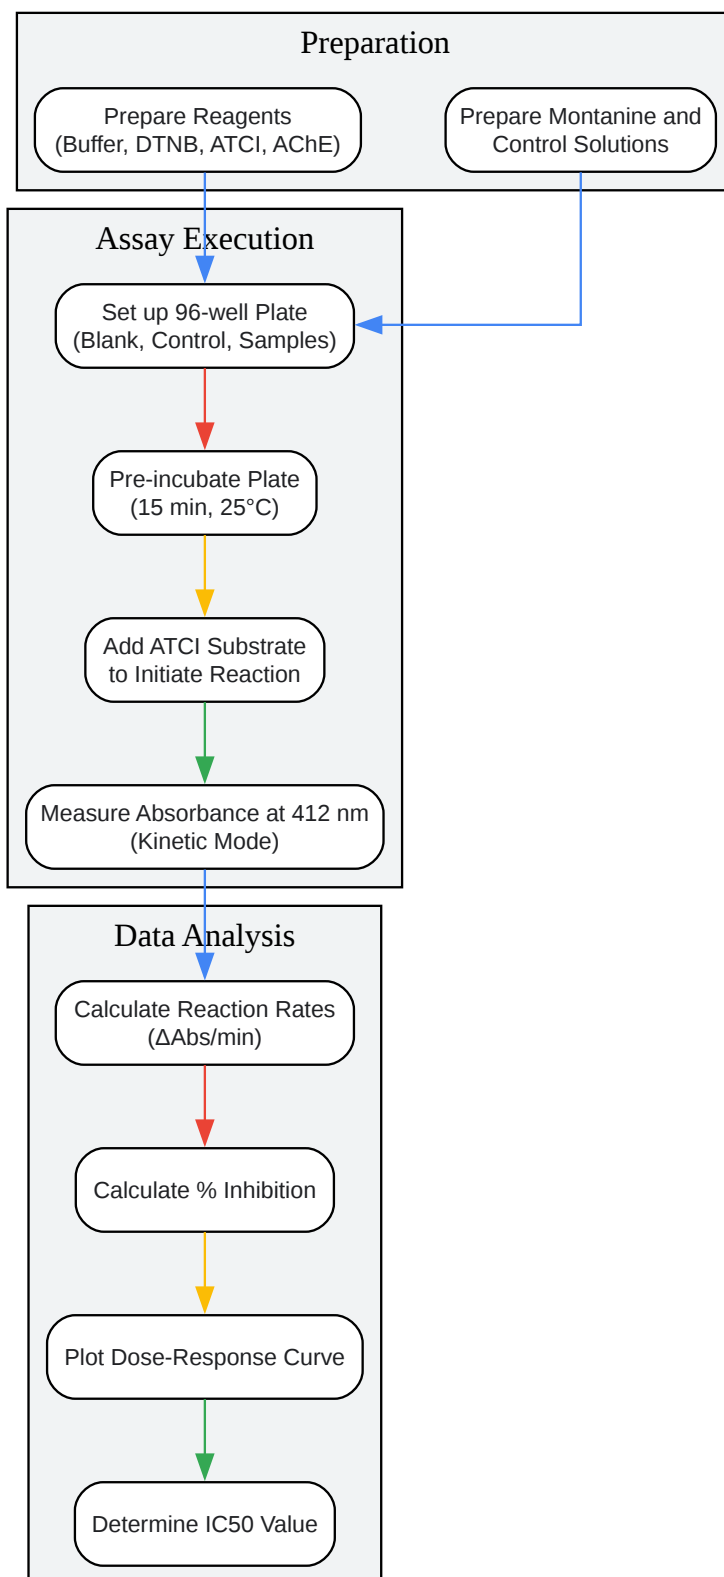 Preparation
Prepare Reagents
(Buffer, DTNB, ATCI, AChE)
Prepare Montanine and
Control Solutions
Assay Execution
Set up 96-well Plate
(Blank, Control, Samples)
Pre-incubate Plate
(15 min, 25°C)
Add ATCI Substrate
to Initiate Reaction
Measure Absorbance at 412 nm
(Kinetic Mode)
Data Analysis
Calculate Reaction Rates
(ΔAbs/min)
Calculate % Inhibition
Plot Dose-Response Curve
Determine IC50 Value